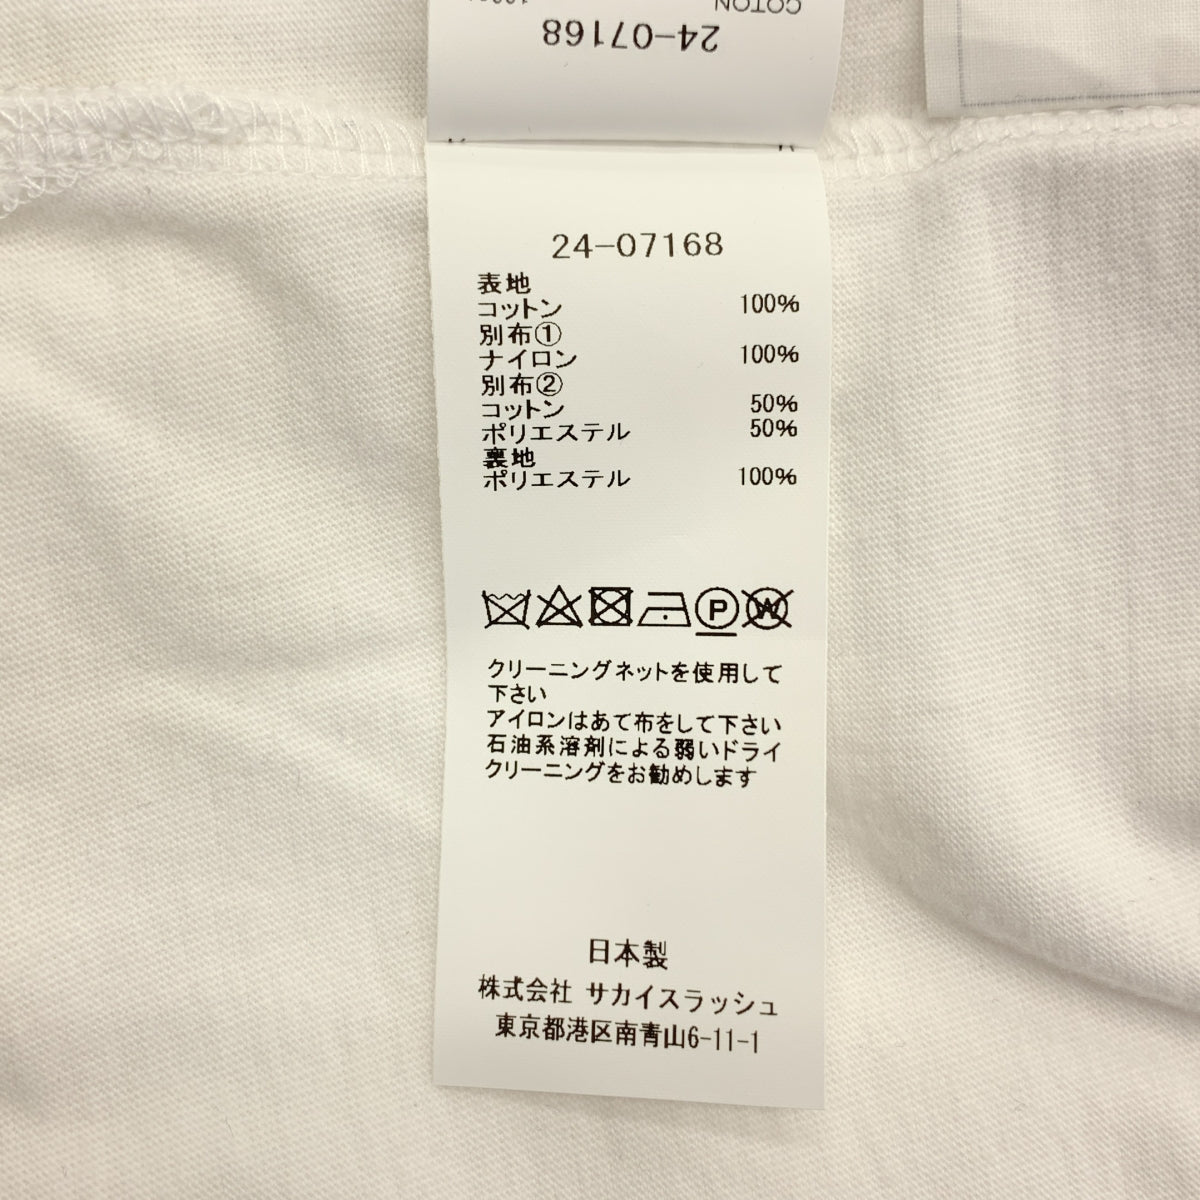 COTON
24-07168
24-07168
表地
コットン 100%
別布①
ナイロン 100%
別布②
コットン 50%
ポリエステル 50%
裏地
ポリエステル 100%
P W
クリーニングネットを使用して
下さい
アイロンはあて布をして下さい
石油系溶剤による弱いドライ
クリーニングをお勧めします
日本製
株式会社 サカイスラッシュ
東京都港区南青山6-11-1